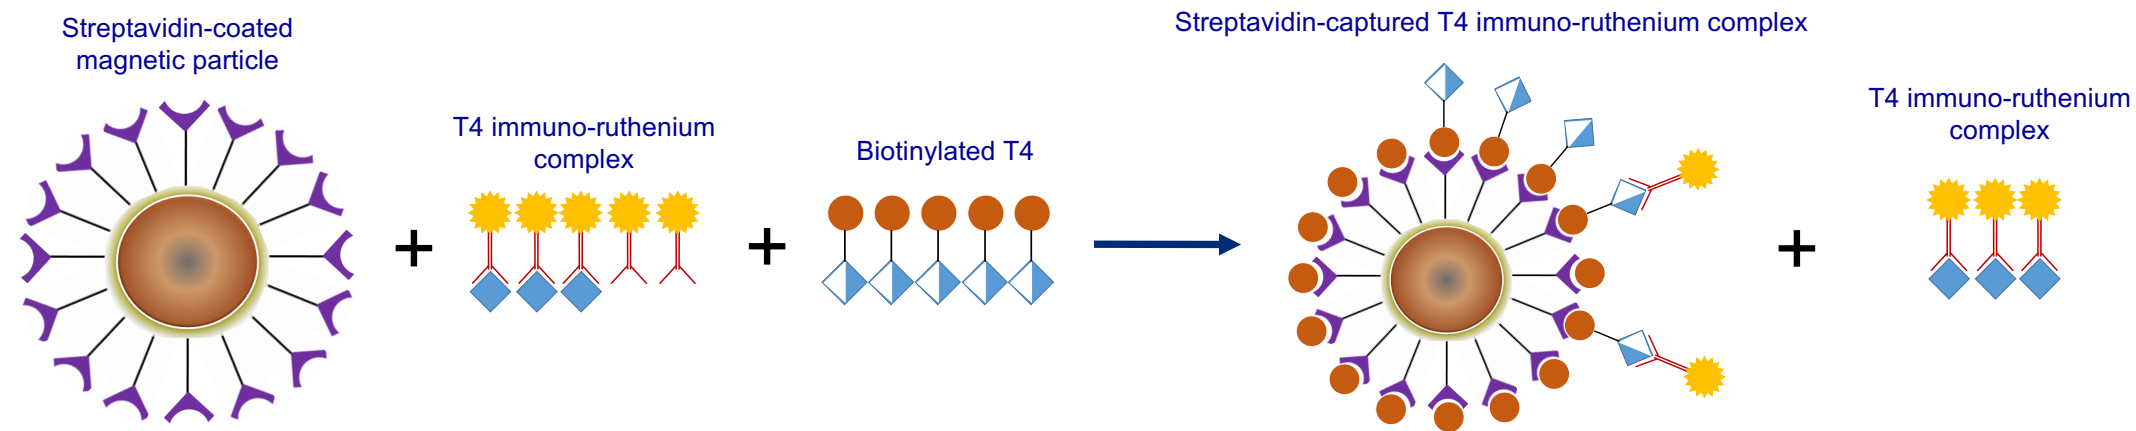 Streptavidin-coated
magnetic particle
T4 immuno-ruthenium
complex
Biotinylated T4
Streptavidin-captured T4 immuno-ruthenium complex
T4 immuno-ruthenium
complex